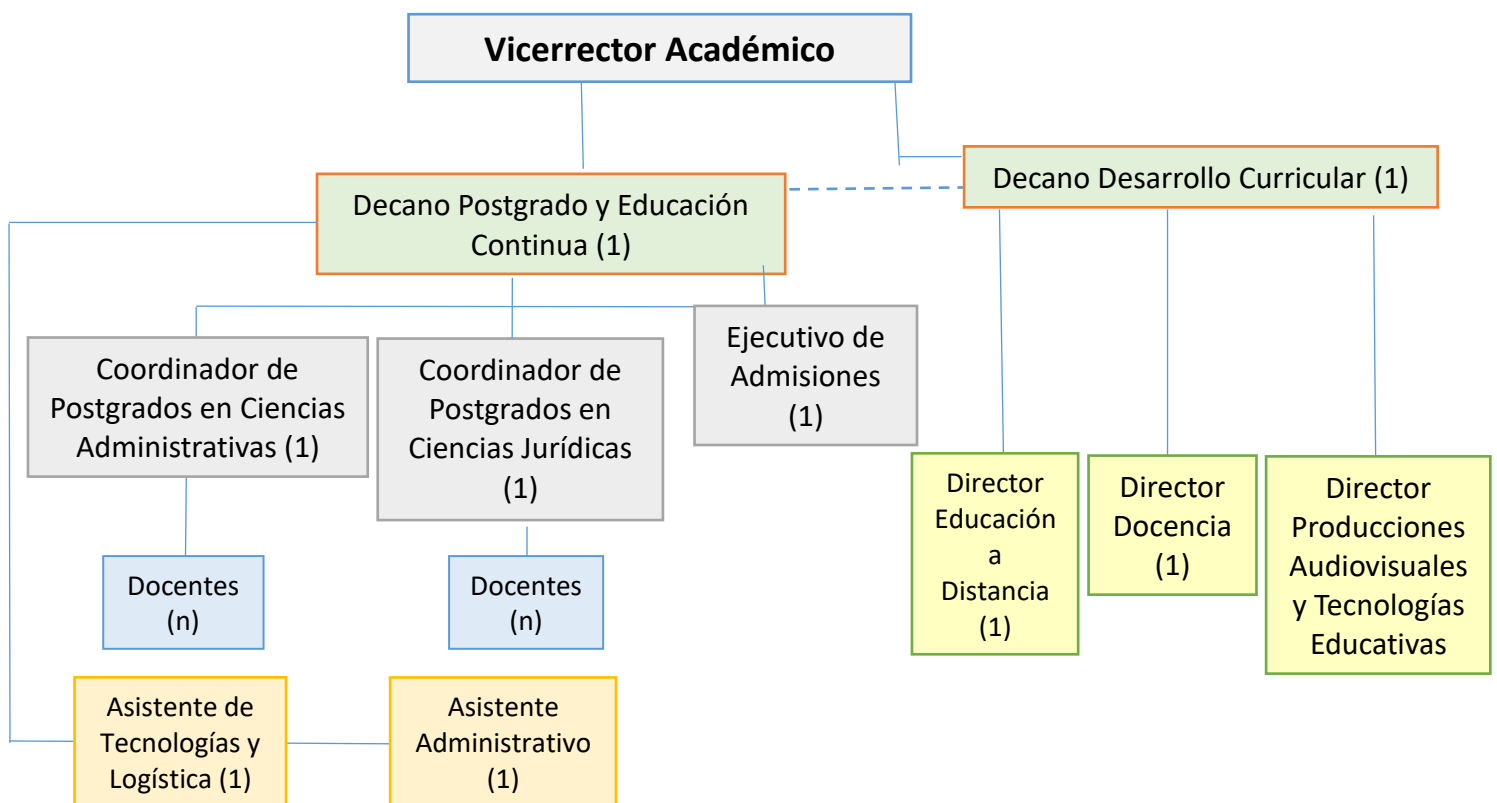 Vicerrector Académico
Decano Desarrollo Curricular (1)
Decano Postgrado y Educación
Continua (1)
Ejecutivo de
Admisiones
(1)
Coordinador de
Postgrados en Ciencias
Administrativas (1)
Coordinador de
Postgrados en
Ciencias Jurídicas
(1)
Director
Educación
a
Distancia
(1)
Director
Docencia
(1)
Director
Producciones
Audiovisuales
y Tecnologías
Educativas
Docentes
(n)
Docentes
(n)
Asistente de
Tecnologías y
Logística (1)
Asistente
Administrativo
(1)